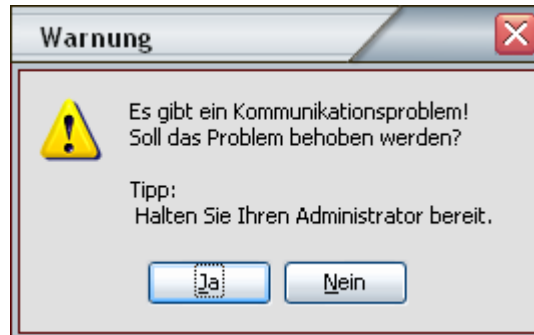 Warnung
Es gibt ein Kommunikationsproblem!
Soll das Problem behoben werden?
Tipp:
Halten Sie Ihren Administrator bereit.
Ja
Nein